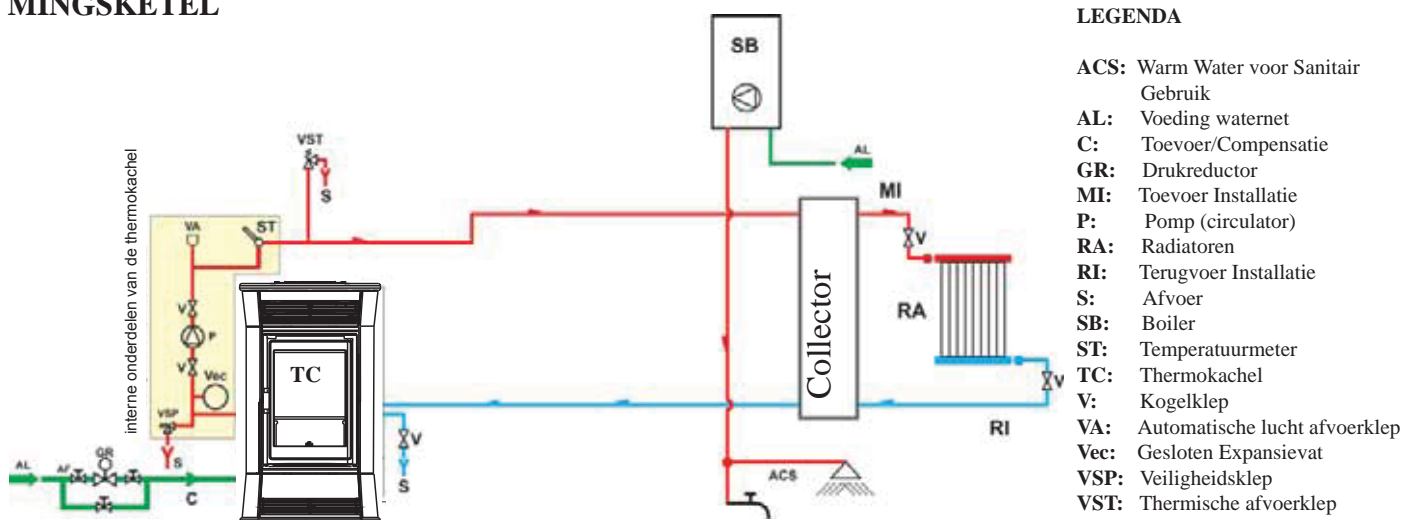 MINGSKETEL
LEGENDA
ACS: Warm Water voor Sanitair
Gebruik
AL: Voeding waternet
C: Toevoer/Compensatie
GR: Drukreductor
MI: Toevoer Installatie
P: Pomp (circulator)
RA: Radiatoren
RI: Terugvoer Installatie
S: Afvoer
SB: Boiler
ST: Temperatuurmeter
TC: Thermokachel
V: Kogelklep
VA: Automatische lucht afvoerklep
Vec: Gesloten Expansievat
VSP: Veiligheidsklep
VST: Thermische afvoerklep
SB
AL
VST
S
MI
V
VA
ST
interne onderdelen van de thermokachel
V
P
V
Vec
VSP
S
TC
Collector
RA
V
RI
V
S
AL
AF
GR
C
ACS